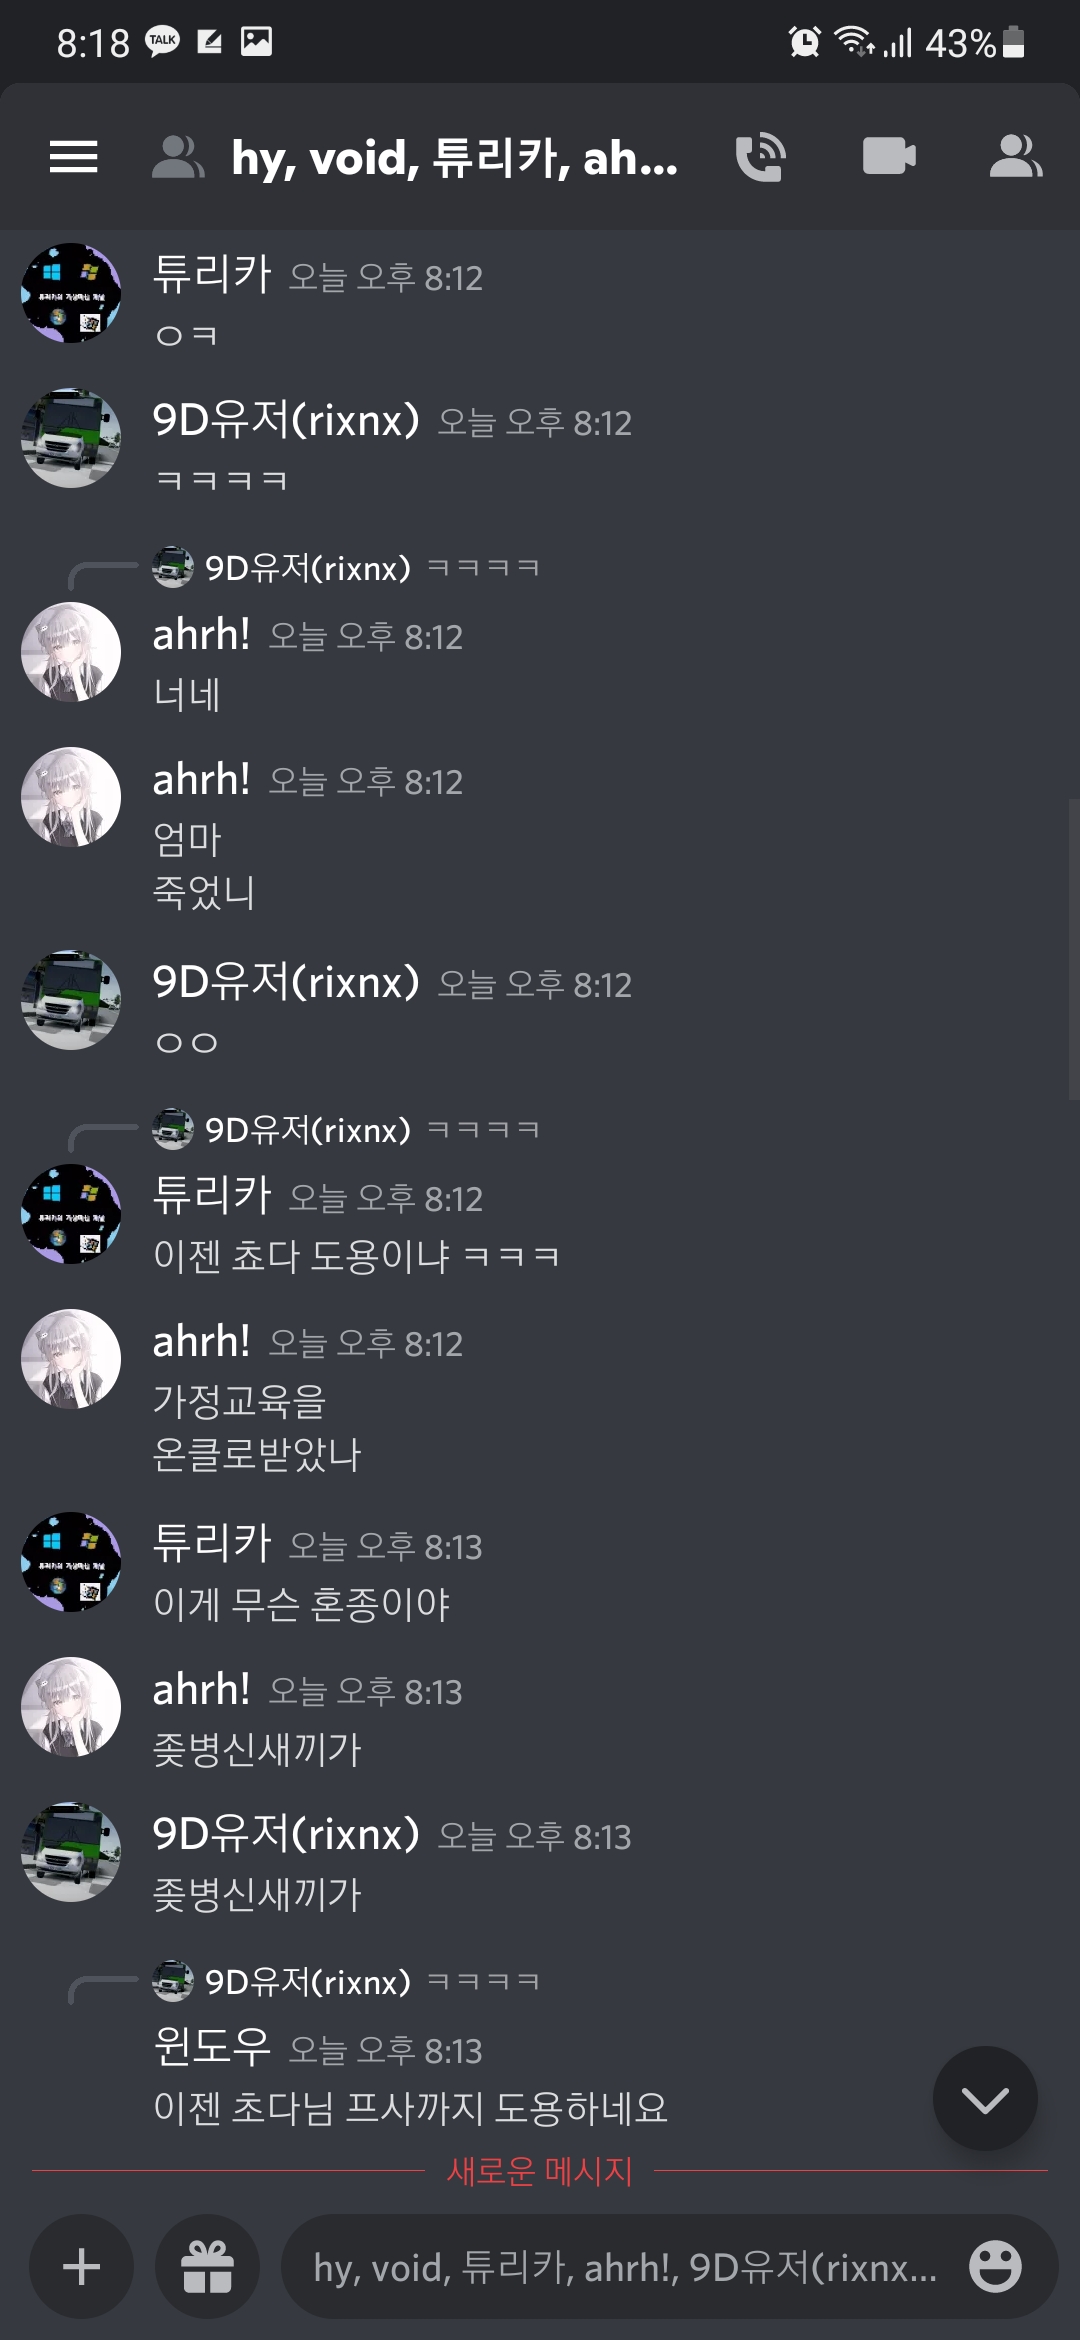 8:18 TALK 43%
hy, void, 튜리카, ah...
튜리카 오늘 오후 8:12
ㅇㅋ
9D유저(rixnx) 오늘 오후 8:12
ㅋㅋㅋㅋ
9D유저(rixnx) ㅋㅋㅋㅋ
ahrh! 오늘 오후 8:12
너네
ahrh! 오늘 오후 8:12
엄마
죽었니
9D유저(rixnx) 오늘 오후 8:12
ㅇㅇ
9D유저(rixnx) ㅋㅋㅋㅋ
튜리카 오늘 오후 8:12
이젠 쵸다 도용이냐 ㅋㅋㅋ
ahrh! 오늘 오후 8:12
가정교육을
온클로받았나
튜리카 오늘 오후 8:13
이게 무슨 혼종이야
ahrh! 오늘 오후 8:13
좆병신새끼가
9D유저(rixnx) 오늘 오후 8:13
좆병신새끼가
9D유저(rixnx) ㅋㅋㅋㅋ
윈도우 오늘 오후 8:13
이젠 초다님 프사까지 도용하네요
새로운 메시지
hy, void, 튜리카, ahrh!, 9D유저(rixnx...